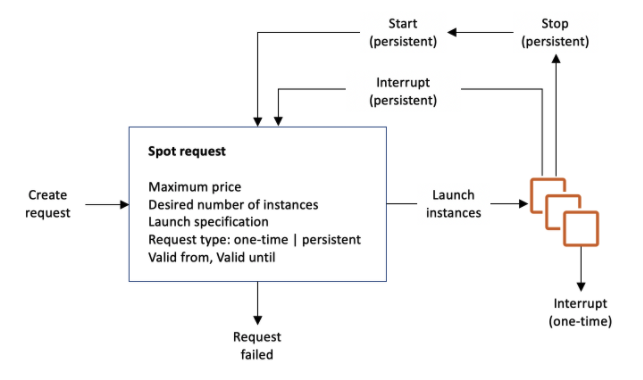 Start
(persistent)
Stop
(persistent)
Interrupt
(persistent)
Spot request
Maximum price
Desired number of instances
Launch specification
Request type: one-time | persistent
Valid from, Valid until
Create
request
Launch
instances
Interrupt
(one-time)
Request
failed